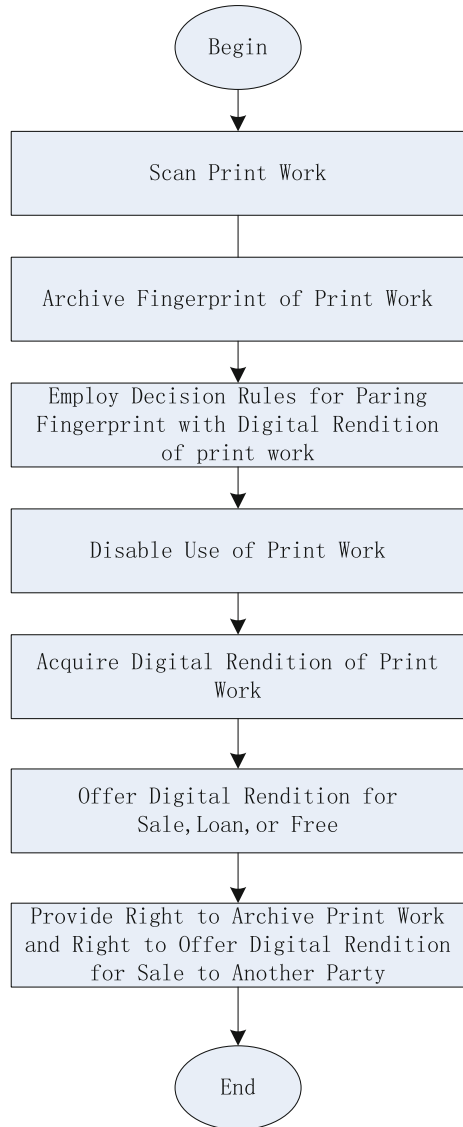 Begin
Scan Print Work
Archive Fingerprint of Print Work
Employ Decision Rules for Paring
Fingerprint with Digital Rendition
of print work
Disable Use of Print Work
Acquire Digital Rendition of Print
Work
Offer Digital Rendition for
Sale,Loan,or Free
Provide Right to Archive Print Work
and Right to Offer Digital Rendition
for Sale to Another Party
End